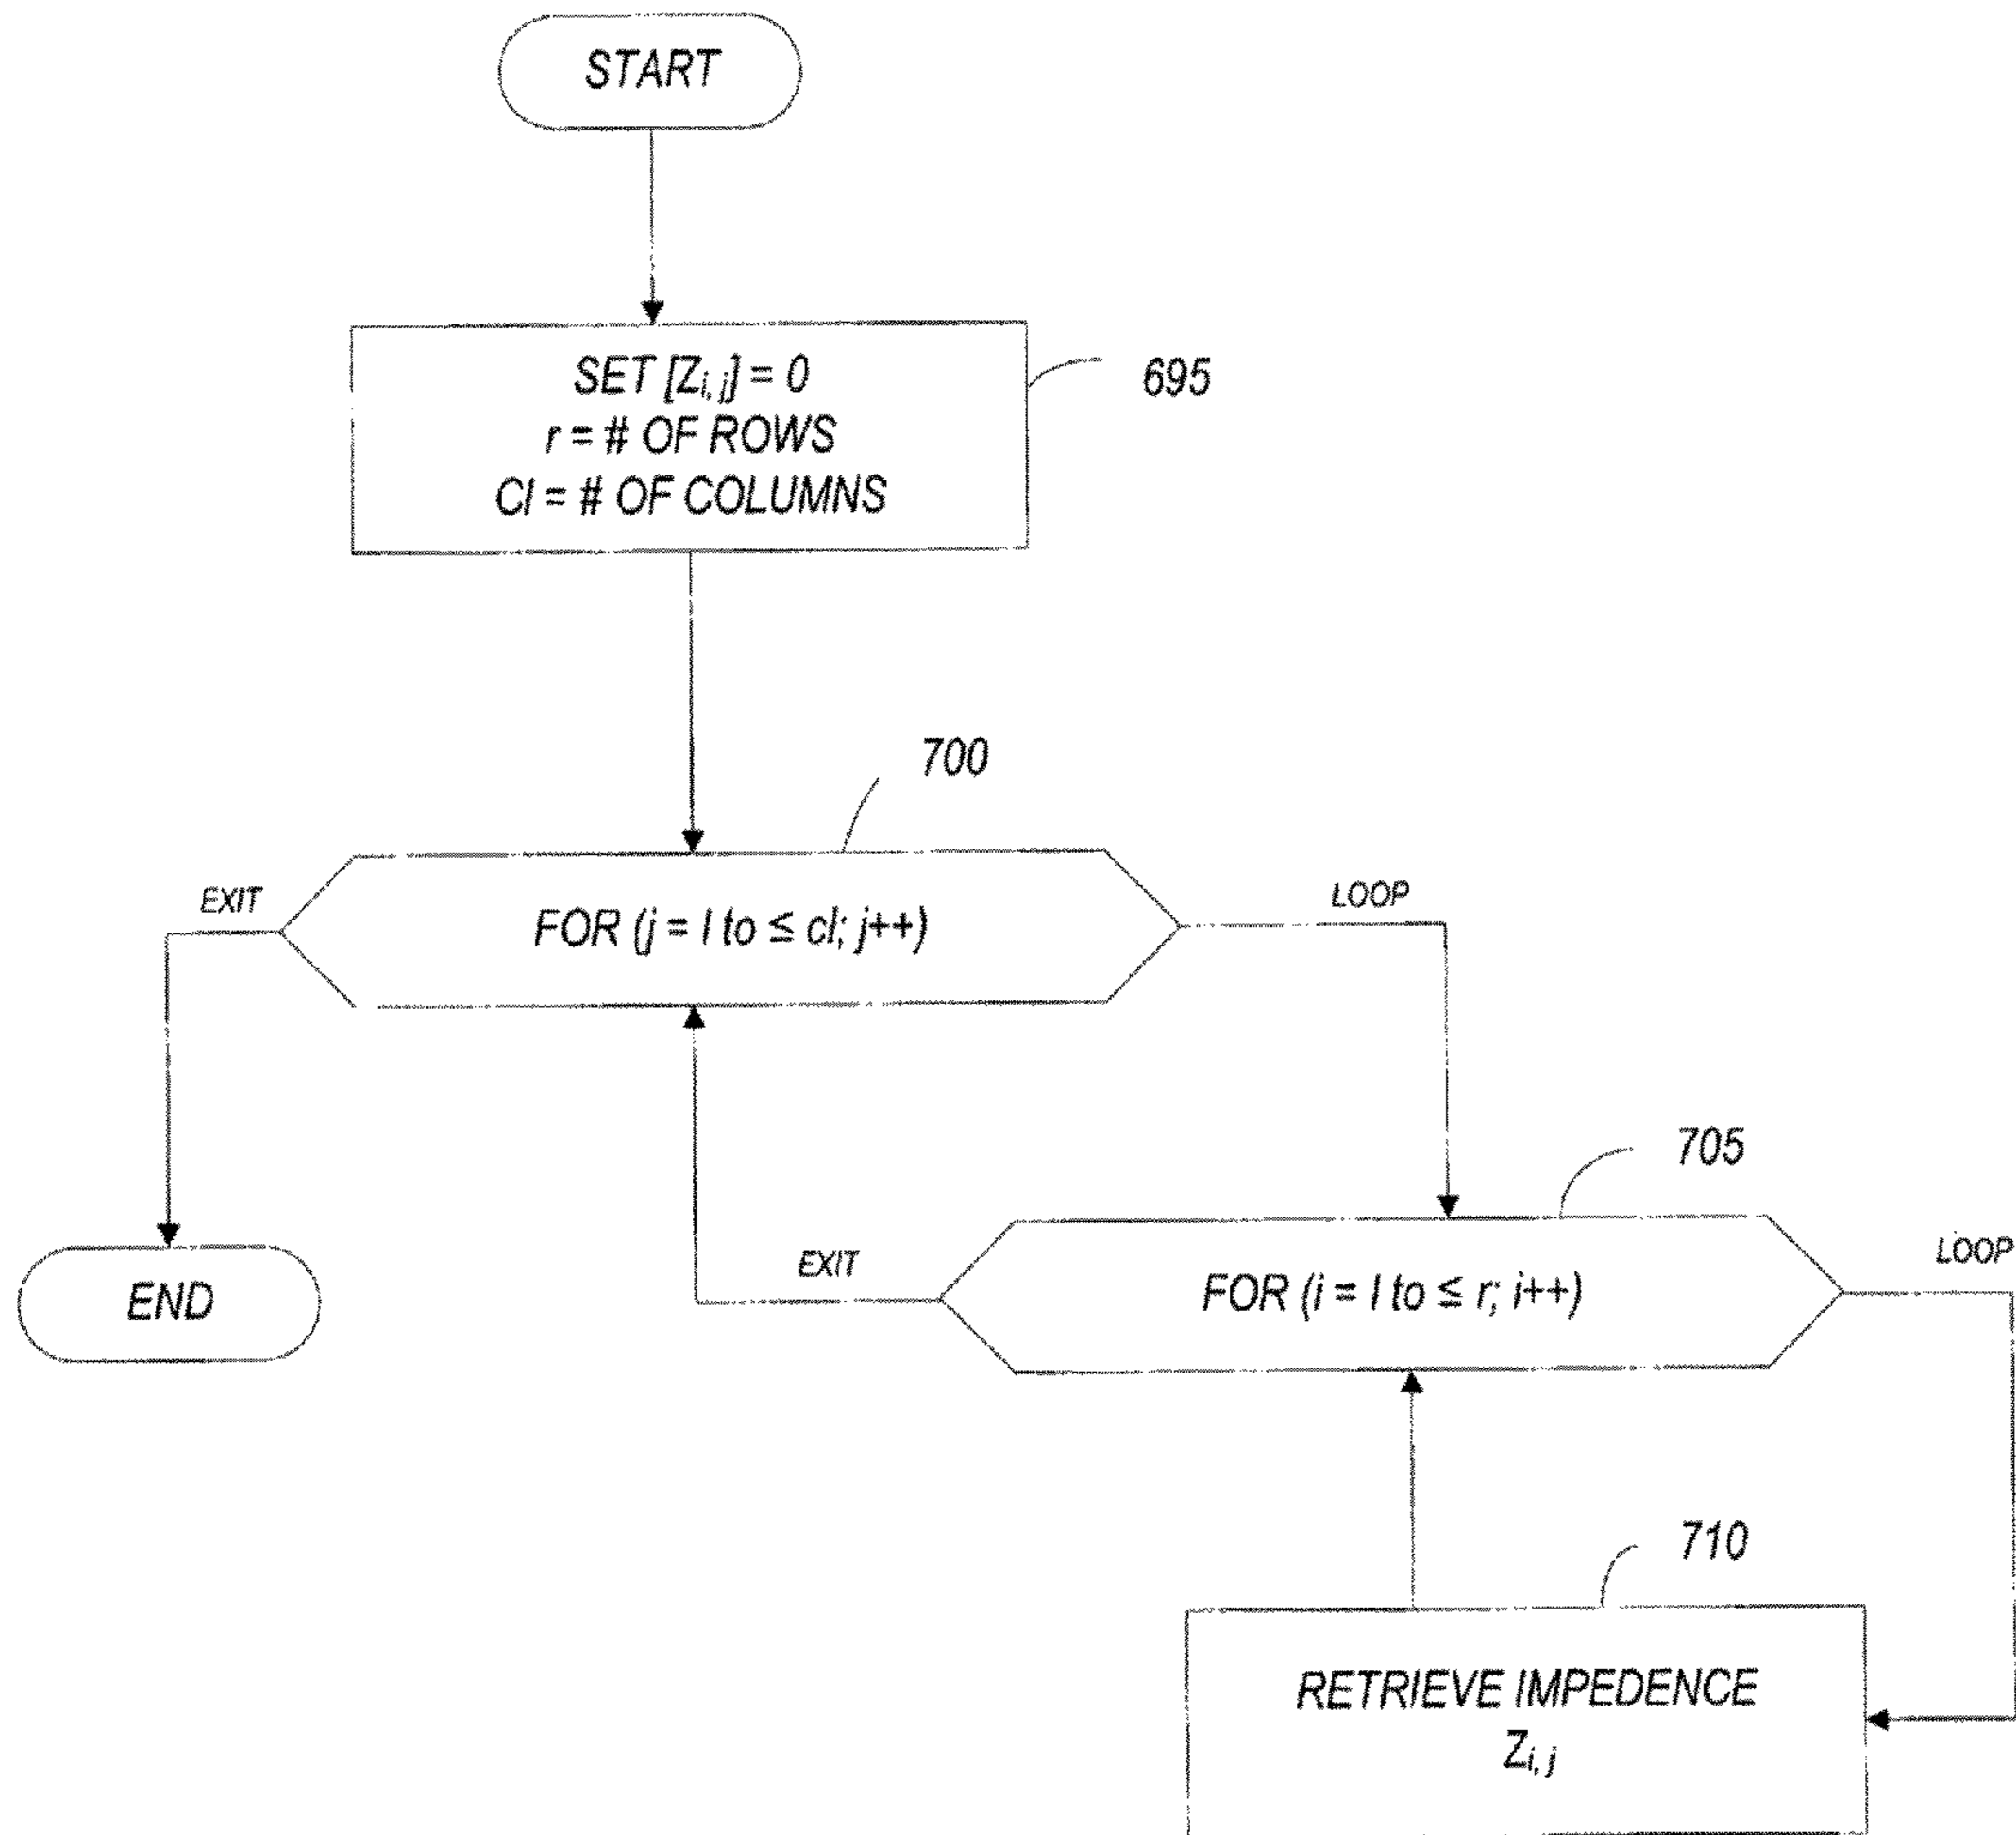 START
SET [Zi, j] = 0
r = # OF ROWS
Cl = # OF COLUMNS
695
700
EXIT
FOR (j = I to ≤ cl; j++)
LOOP
705
LOOP
EXIT
FOR (i = I to ≤ r; i++)
END
710
RETRIEVE IMPEDENCE
Zi, j